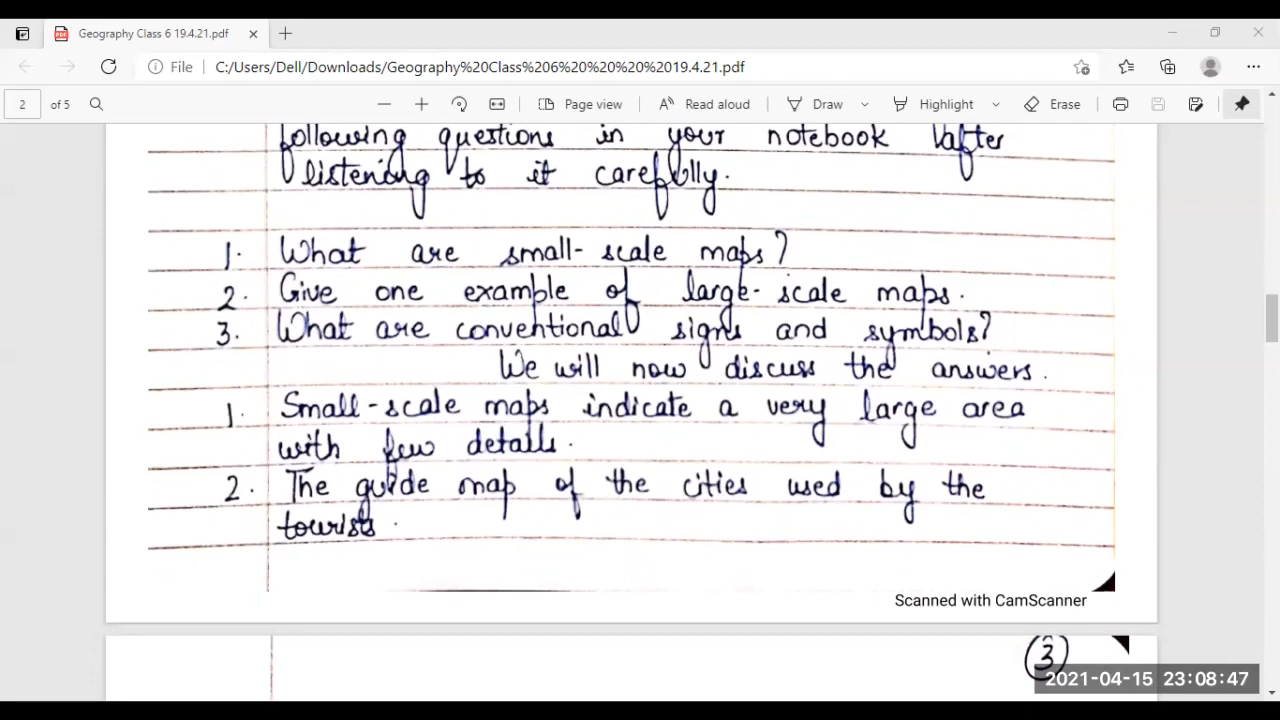 Geography Class 6 19.4.21.pdf
File C:/Users/Dell/Downloads/Geography%20Class%206%20%20%20%2019.4.21.pdf
2 of 5 Page view Read aloud Draw Highlight Erase
following questions in your notebook after
listening to it carefully.
1. What are small-scale maps?
2. Give one example of large-scale maps.
3. What are conventional signs and symbols?
We will now discuss the answers.
1. Small-scale maps indicate a very large area
with few details.
2. The guide map of the cities used by the
tourists.
Scanned with CamScanner
3
2021-04-15 23:08:47